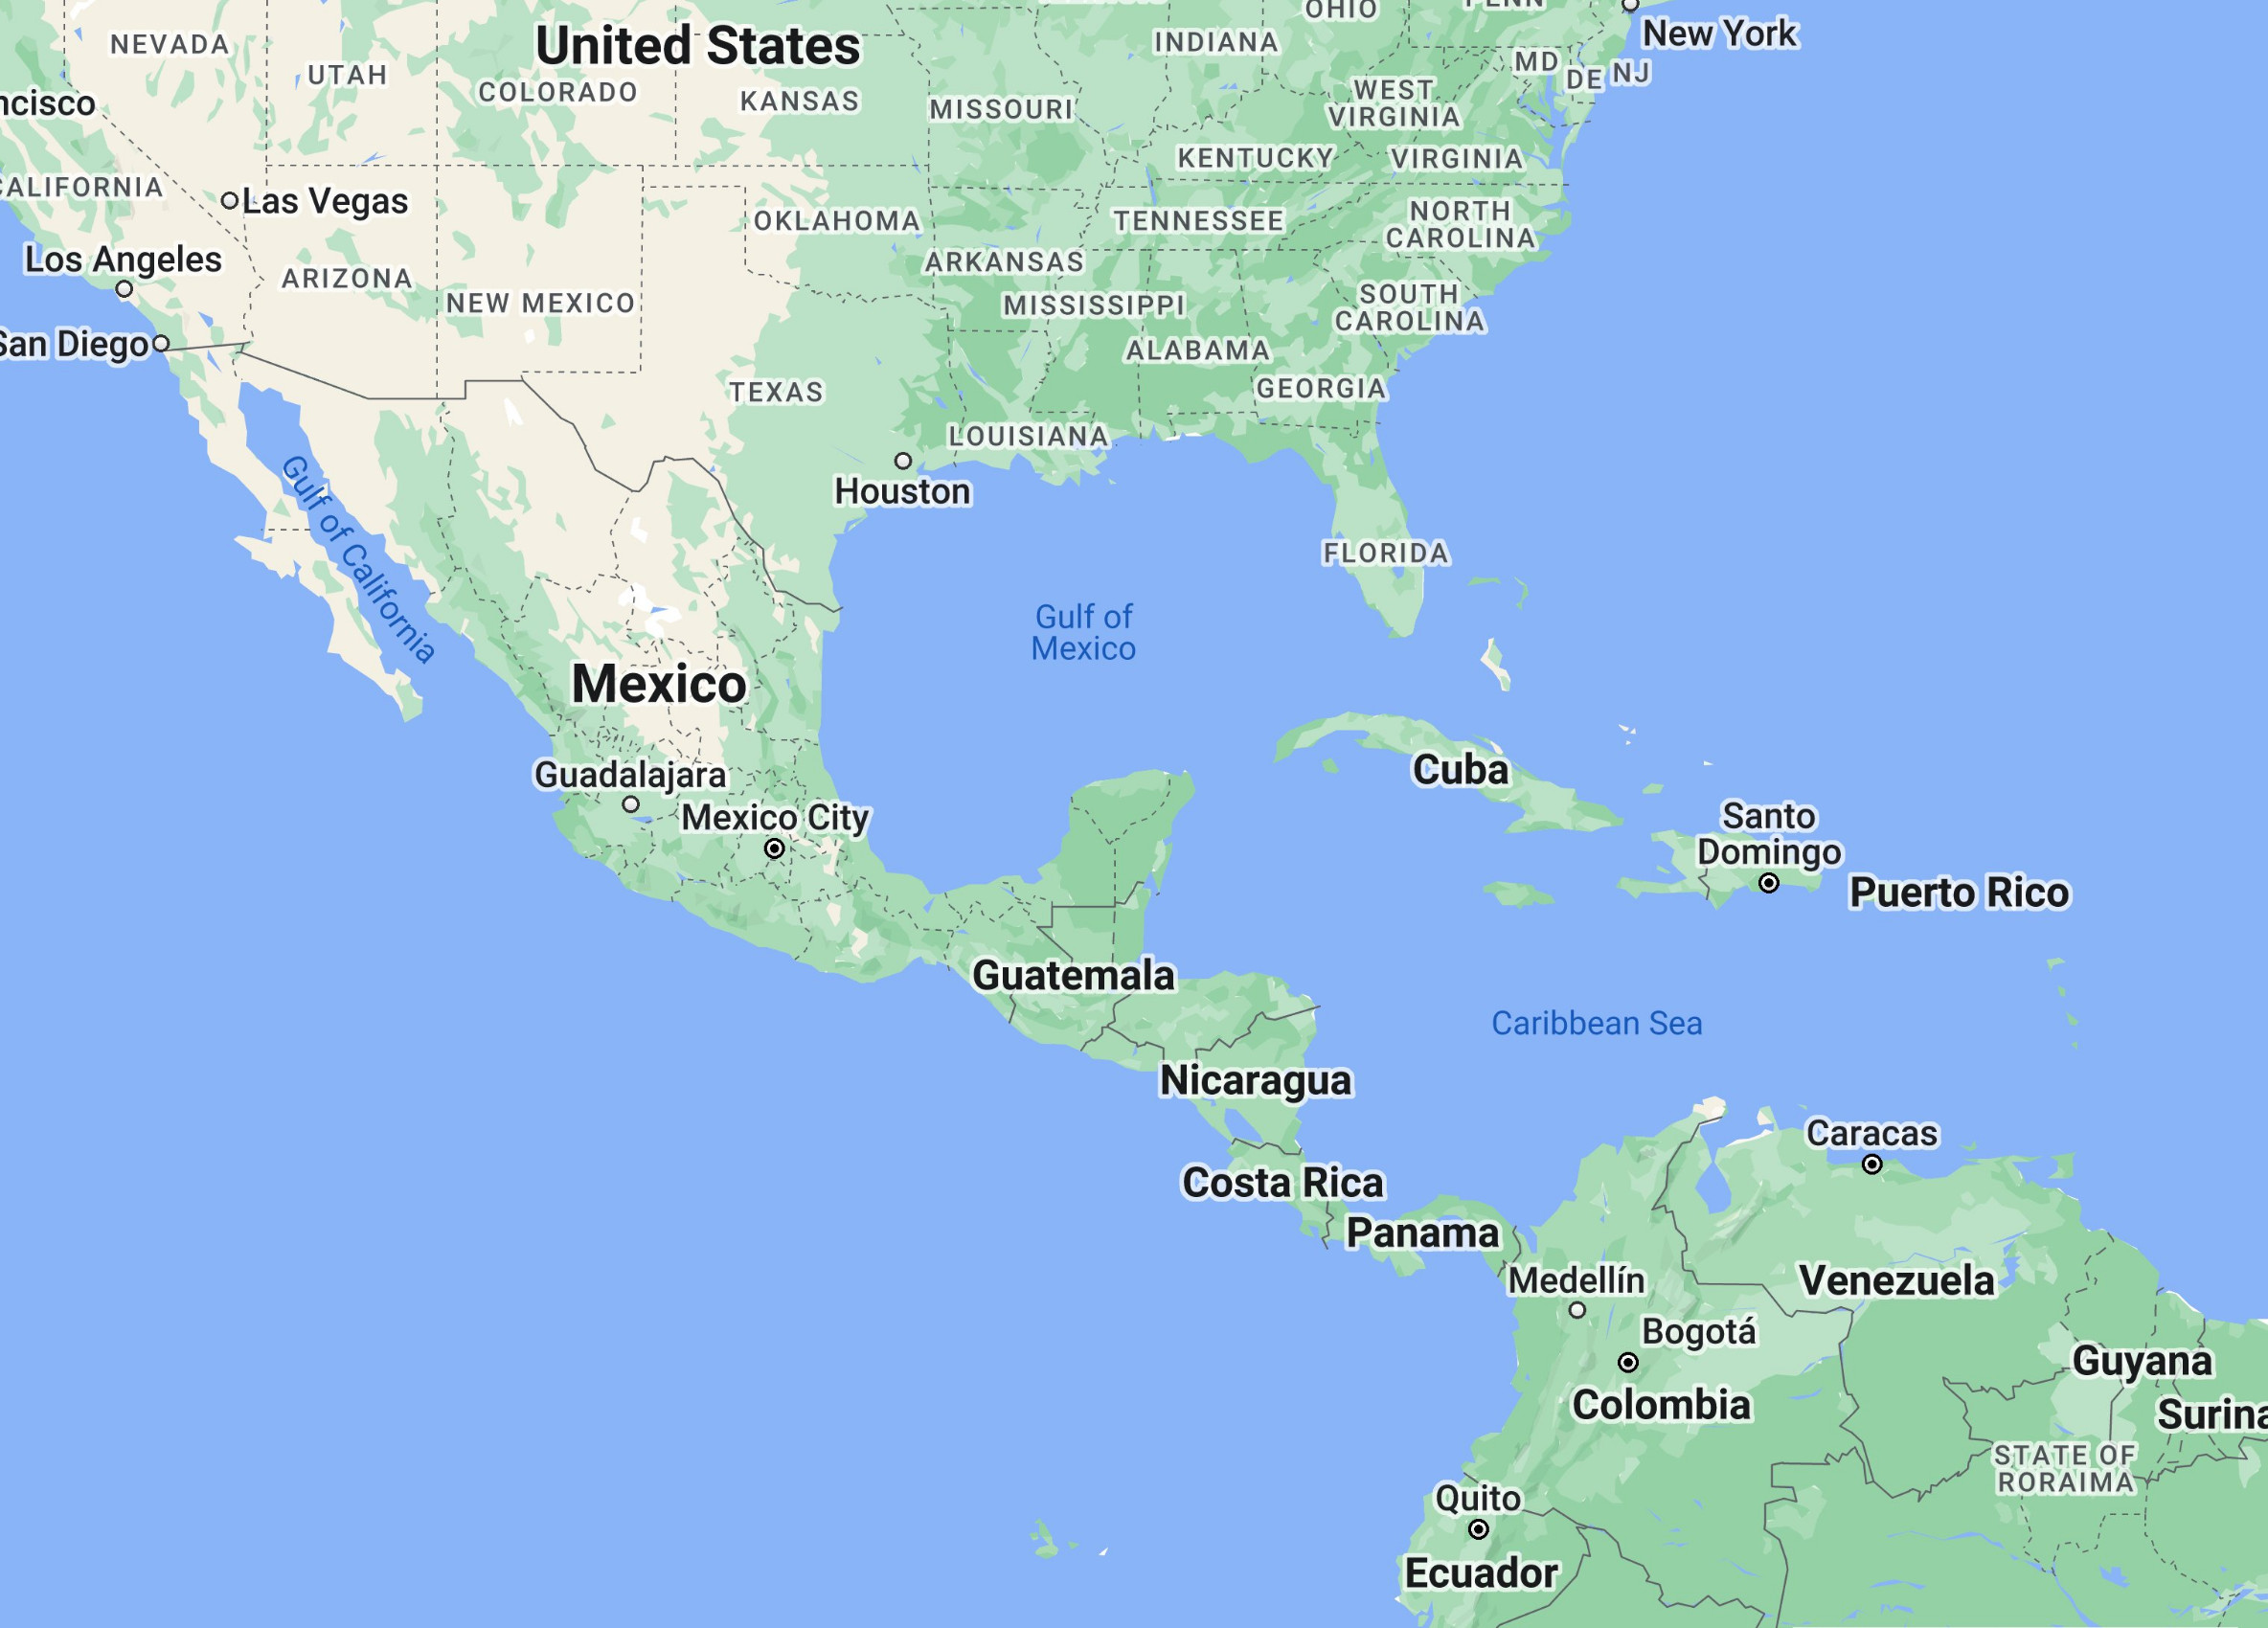 OHIO
PENN
New York
NEVADA
United States
INDIANA
MD
DE
NJ
UTAH
COLORADO
KANSAS
MISSOURI
WEST
VIRGINIA
ncisco
KENTUCKY
VIRGINIA
CALIFORNIA
Las Vegas
OKLAHOMA
TENNESSEE
NORTH
CAROLINA
Los Angeles
ARIZONA
ARKANSAS
NEW MEXICO
MISSISSIPPI
SOUTH
CAROLINA
San Diego
ALABAMA
TEXAS
GEORGIA
LOUISIANA
Houston
Gulf of California
FLORIDA
Gulf of
Mexico
Mexico
Guadalajara
Cuba
Mexico City
Santo
Domingo
Puerto Rico
Guatemala
Caribbean Sea
Nicaragua
Caracas
Costa Rica
Panama
Medellín
Venezuela
Bogotá
Guyana
Colombia
Surina
STATE OF
RORAIMA
Quito
Ecuador